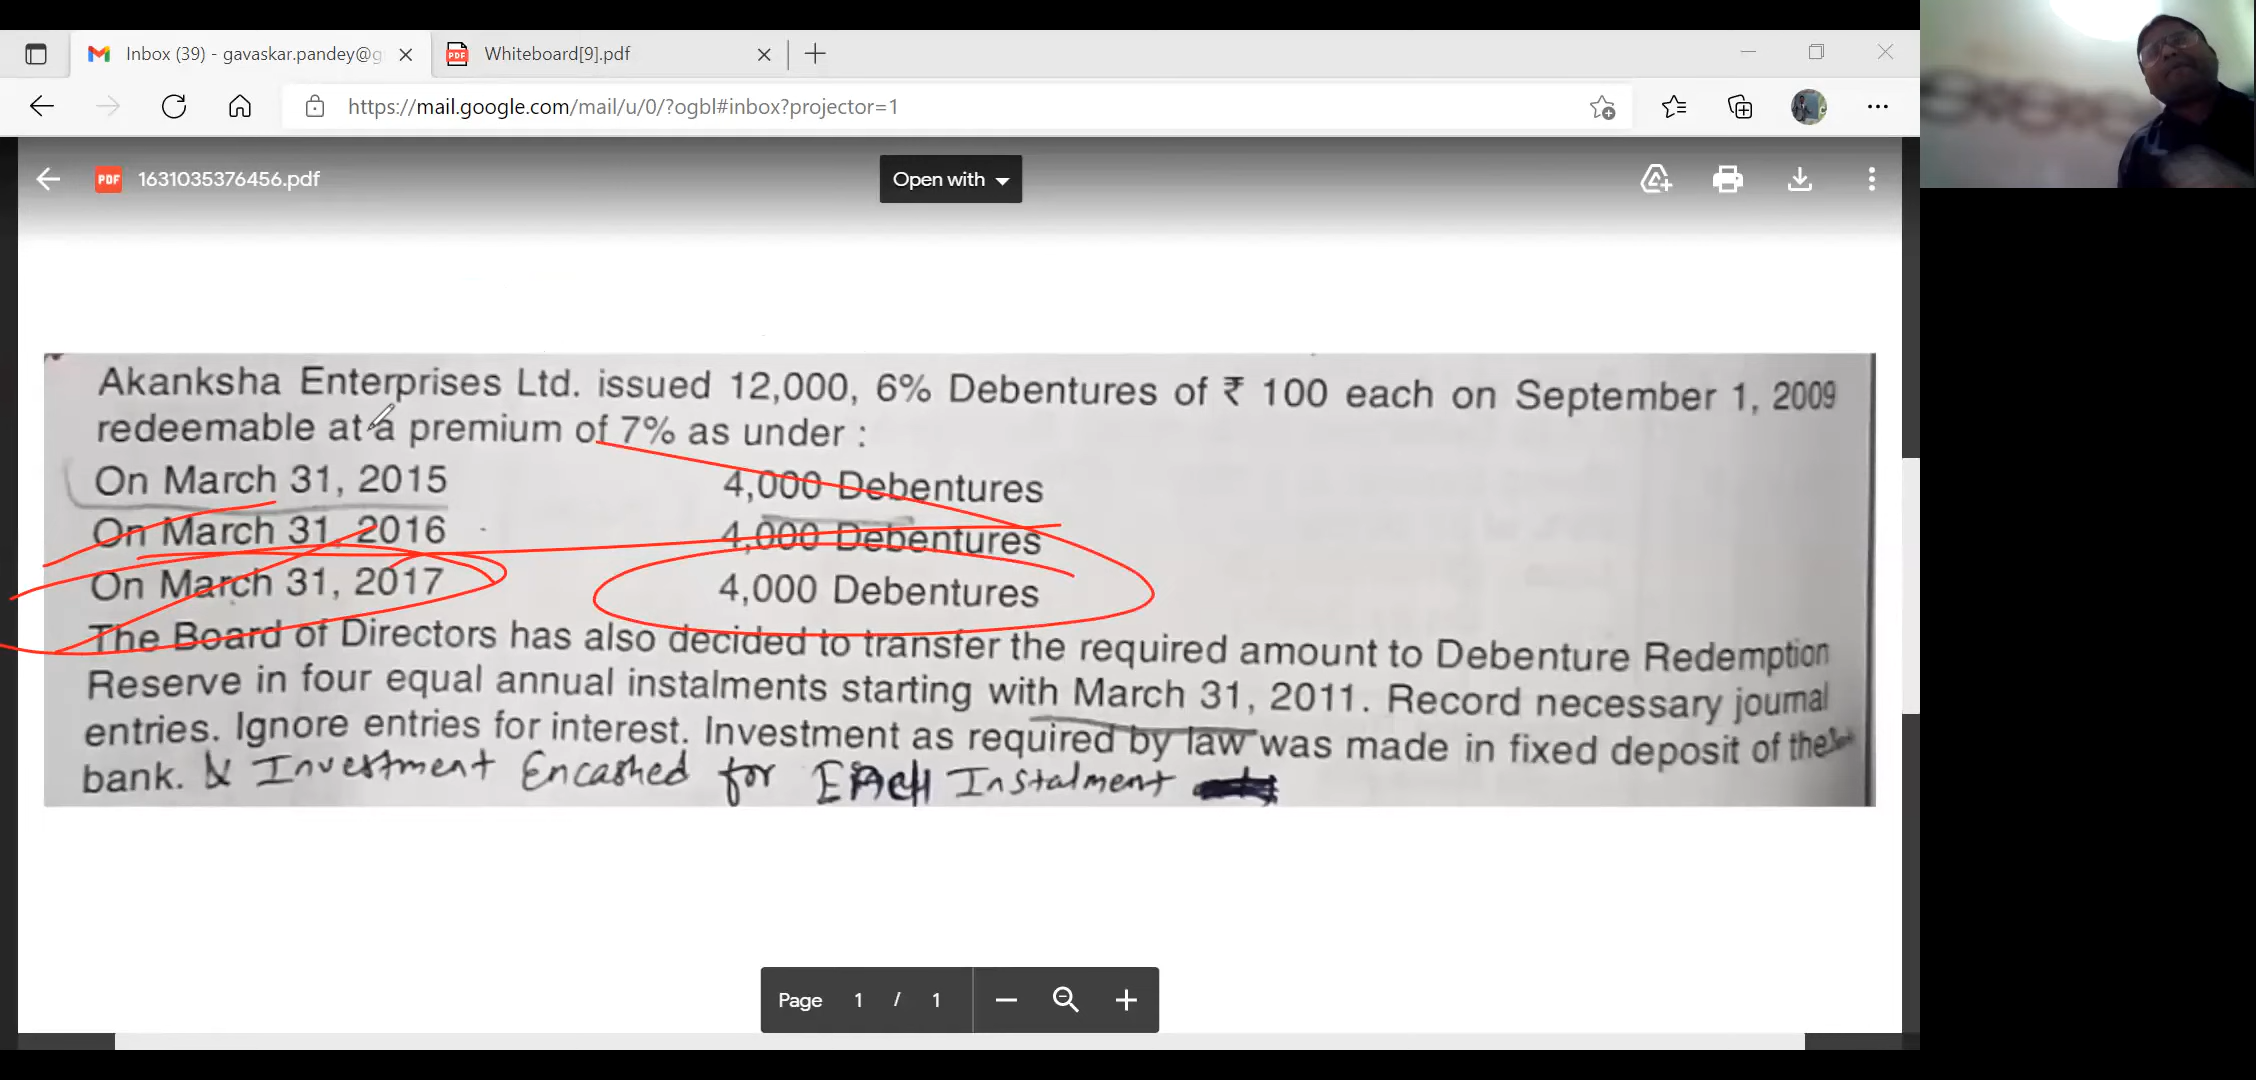 Inbox (39) - gavaskar.pandey@g
Whiteboard[9].pdf
https://mail.google.com/mail/u/0/?ogbl#inbox?projector=1
PDF 1631035376456.pdf
Open with
Akanksha Enterprises Ltd. issued 12,000, 6% Debentures of ₹ 100 each on September 1, 2009
redeemable at a premium of 7% as under :
On March 31, 2015 4,000 Debentures
On March 31, 2016 4,000 Debentures
On March 31, 2017 4,000 Debentures
The Board of Directors has also decided to transfer the required amount to Debenture Redemption
Reserve in four equal annual instalments starting with March 31, 2011. Record necessary journal
entries. Ignore entries for interest. Investment as required by law was made in fixed deposit of the
bank. & Investment Encashed for EACH Instalment
Page 1 / 1